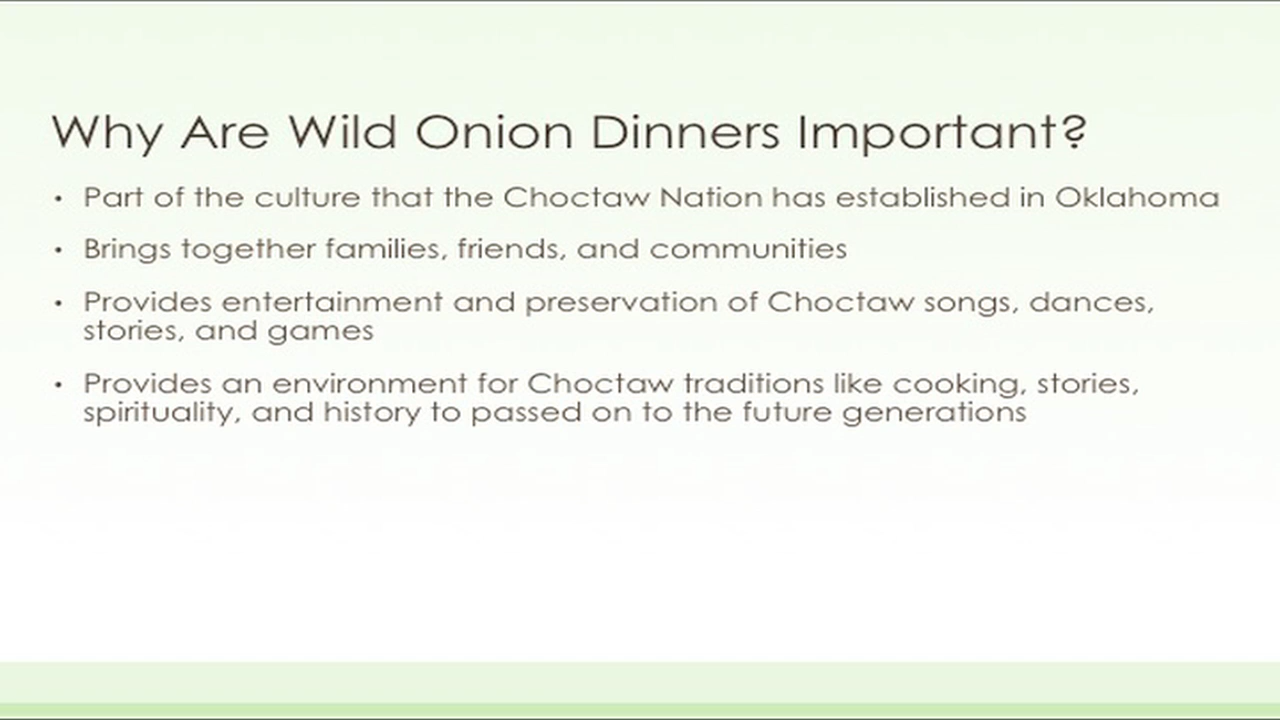 Why Are Wild Onion Dinners Important?
• Part of the culture that the Choctaw Nation has established in Oklahoma
• Brings together families, friends, and communities
• Provides entertainment and preservation of Choctaw songs, dances,
stories, and games
• Provides an environment for Choctaw traditions like cooking, stories,
spirituality, and history to passed on to the future generations